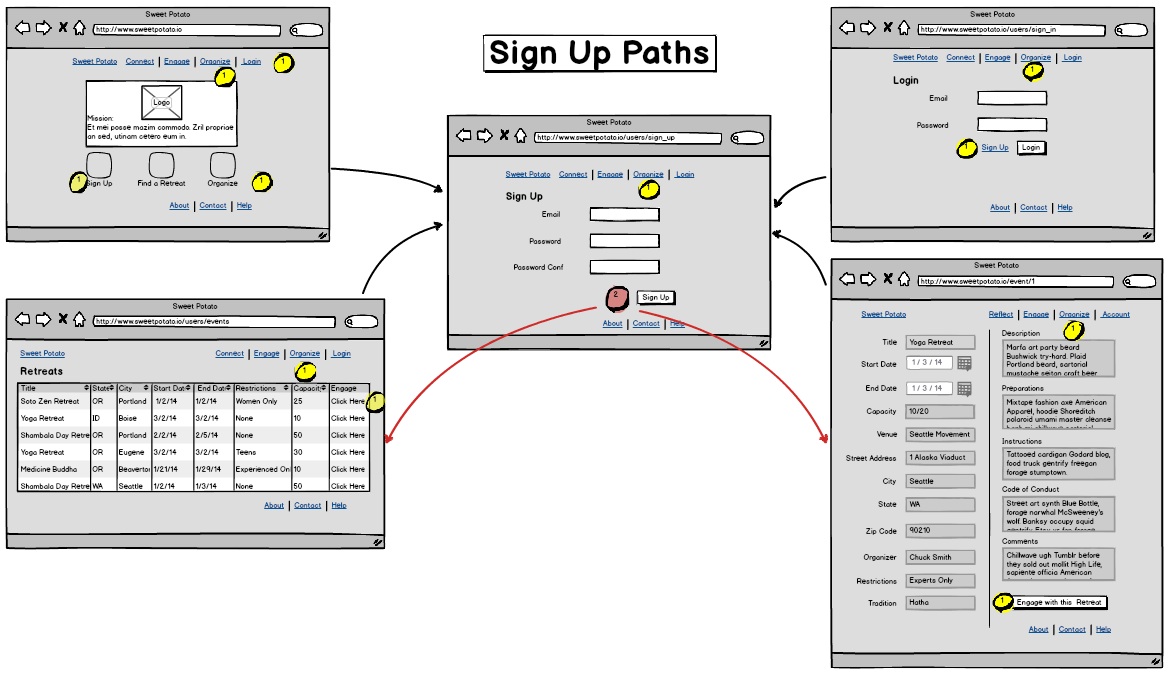 Sign Up Paths
Sweet Potato
http://www.sweetpotato.io
Sweet Potato Connect | Engage | Organize | Login
1
1
Logo
Mission:
Et mei posse mazim commodo. Zril propriae
an sed, utinam cetero eum in.
1 Sign Up Find a Retreat Organize 1
About | Contact | Help
Sweet Potato
http://www.sweetpotato.io/users/sign_up
Sweet Potato Connect | Engage | Organize | Login
1
Sign Up
Email
Password
Password Conf
2 Sign Up
About | Contact | Help
Sweet Potato
http://www.sweetpotato.io/users/sign_in
Sweet Potato Connect | Engage | Organize | Login
1
Login
Email
Password
1 Sign Up Login
About | Contact | Help
Sweet Potato
http://www.sweetpotato.io/users/events
Sweet Potato Connect | Engage | Organize | Login
1
Retreats
Title State City Start Dat End Dat Restrictions Capacit Engage
Soto Zen Retreat OR Portland 1/2/14 1/2/14 Women Only 25 Click Here 1
Yoga Retreat ID Boise 3/2/14 3/2/14 None 10 Click Here
Shambala Day Retre OR Portland 2/2/14 2/5/14 None 50 Click Here
Yoga Retreat OR Eugene 3/2/14 3/2/14 Teens 30 Click Here
Medicine Buddha OR Beaverton 1/21/14 1/29/14 Experienced Onl 10 Click Here
Shambala Day Retre WA Seattle 1/2/14 1/3/14 None 50 Click Here
About | Contact | Help
Sweet Potato
http://www.sweetpotato.io/event/1
Sweet Potato Reflect | Engage | Organize | Account
1
Title Yoga Retreat
Start Date 1 / 3 / 14
End Date 1 / 3 / 14
Capacity 10/20
Venue Seattle Movement
Street Address 1 Alaska Viaduct
City Seattle
State WA
Zip Code 90210
Organizer Chuck Smith
Restrictions Experts Only
Tradition Hatha
Description
Marfa art party beard
Bushwick try-hard. Plaid
Portland beard, sartorial
mustache seitan craft beer
Preparations
Mixtape fashion axe American
Apparel, hoodie Shoreditch
polaroid umami master cleanse
Instructions
Tattooed cardigan Godard blog,
food truck gentrify freegan
forage stumptown.
Code of Conduct
Street art synth Blue Bottle,
forage narwhal McSweeney's
wolf. Banksy occupy squid
Comments
Chillwave ugh Tumblr before
they sold out mollit High Life,
sapiente officia American
1 Engage with this Retreat
About | Contact | Help